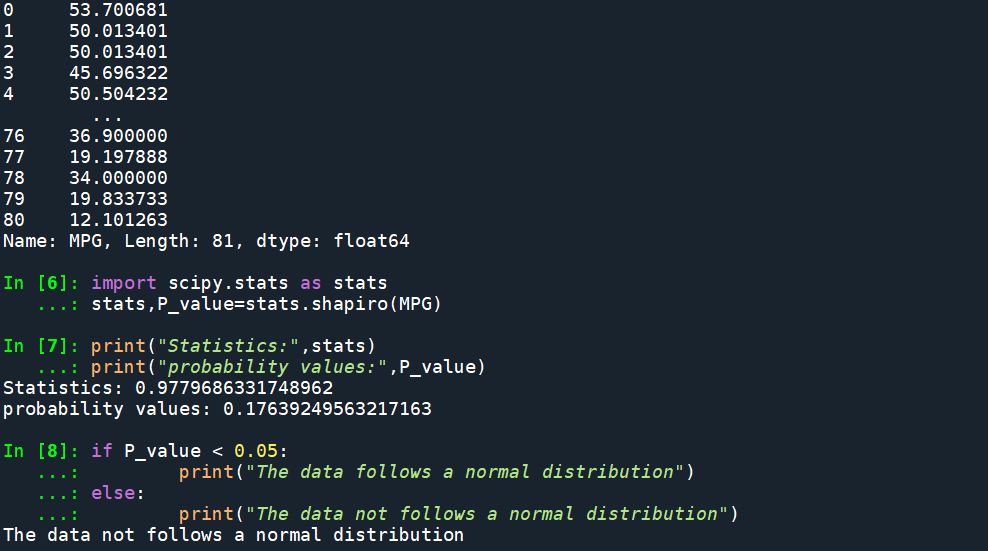 0     53.700681
1     50.013401
2     50.013401
3     45.696322
4     50.504232
        ...
76    36.900000
77    19.197888
78    34.000000
79    19.833733
80    12.101263
Name: MPG, Length: 81, dtype: float64
In [6]: import scipy.stats as stats
   ...: stats,P_value=stats.shapiro(MPG)
In [7]: print("Statistics:",stats)
   ...: print("probability values:",P_value)
Statistics: 0.9779686331748962
probability values: 0.17639249563217163
In [8]: if P_value < 0.05:
   ...:         print("The data follows a normal distribution")
   ...: else:
   ...:         print("The data not follows a normal distribution")
The data not follows a normal distribution